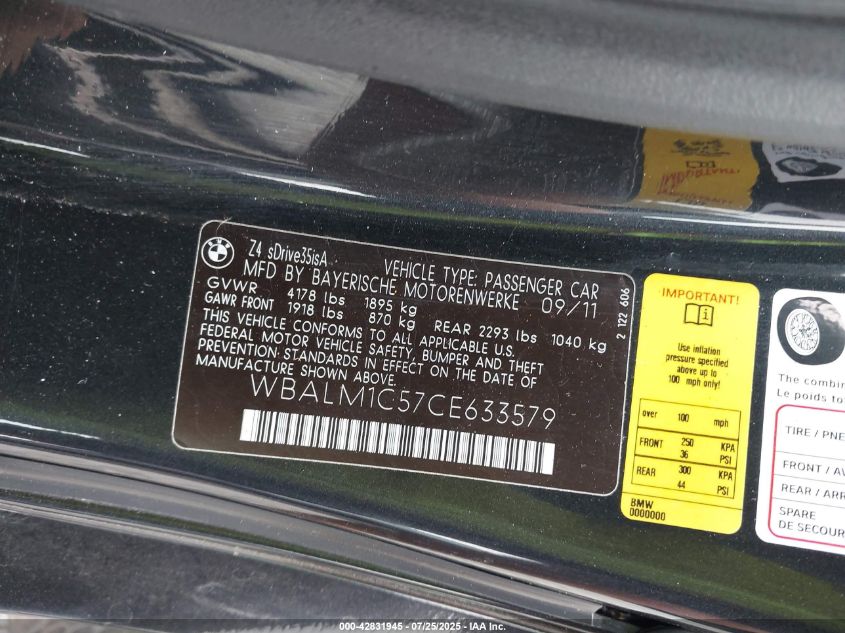 BMW
Z4 sDrive35isA
VEHICLE TYPE: PASSENGER CAR
MFD BY BAYERISCHE MOTORENWERKE 09/11
GVWR 4178 lbs 1895 kg
GAWR FRONT 1918 lbs 870 kg REAR 2293 lbs 1040 kg
THIS VEHICLE CONFORMS TO ALL APPLICABLE U.S.
FEDERAL MOTOR VEHICLE SAFETY, BUMPER AND THEFT
PREVENTION STANDARDS IN EFFECT ON THE DATE OF
MANUFACTURE SHOWN ABOVE.
WBALM1C57CE633579
2 122 606
IMPORTANT!
Use inflation
pressure specified
above up to
100 mph only!
over 100 mph
FRONT 250 KPA
36 PSI
REAR 300 KPA
44 PSI
BMW
0000000
The combin
Le poids
TIRE / PNE
FRONT / AV
REAR / ARR
SPARE
DE SECOUR
000-42831945 - 07/25/2025 - IAA Inc.